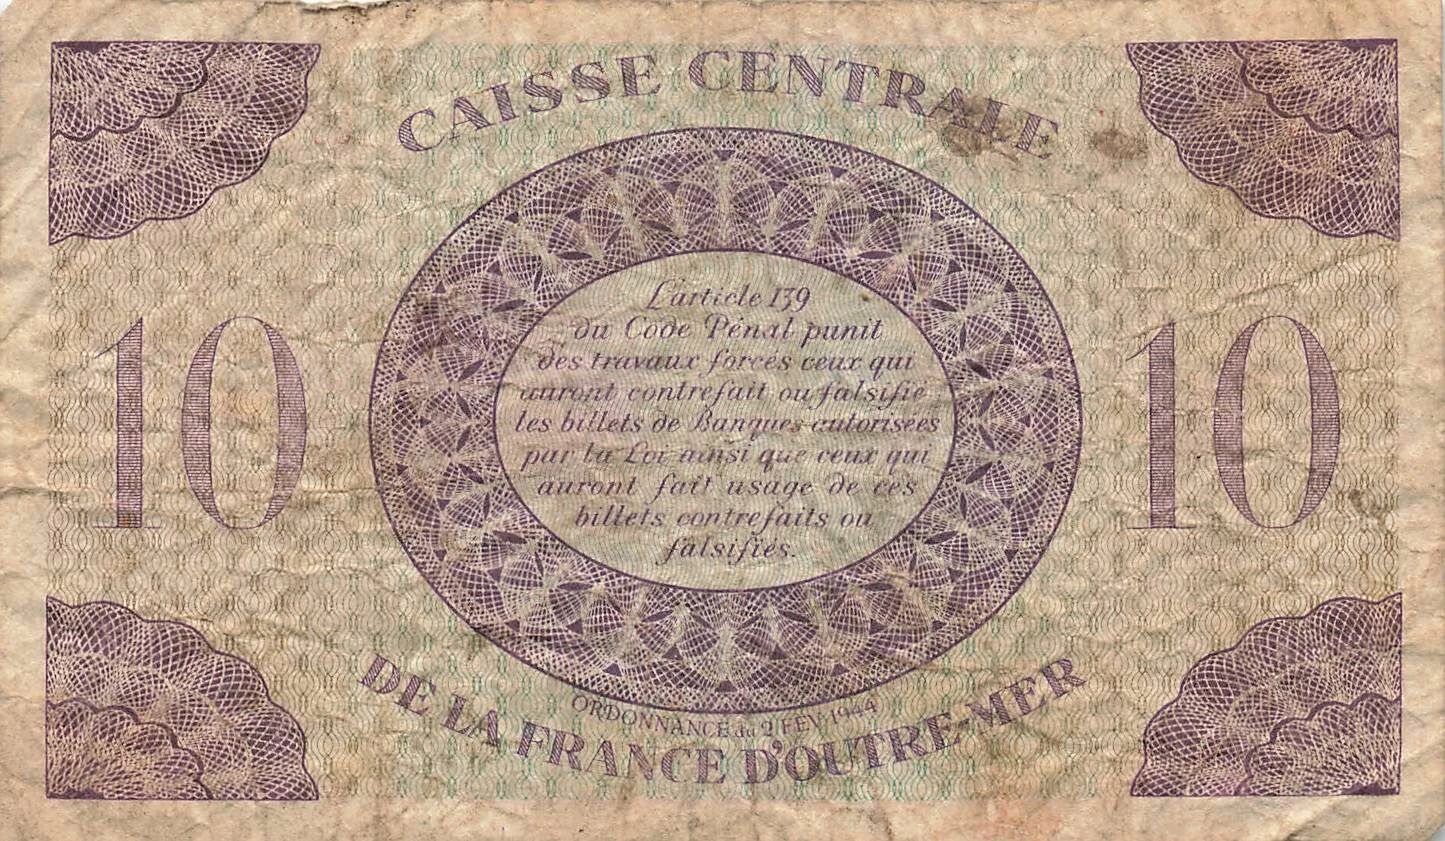 CAISSE CENTRALE
10
10
L'article 139
du Code Pénal punit
des travaux forcés ceux qui
auront contrefait ou falsifié
les billets de Banques autorisées
par la Loi ainsi que ceux qui
auront fait usage de ces
billets contrefaits ou
falsifiés.
ORDONNANCE du 2 FEV. 1944
DE LA FRANCE D'OUTRE-MER